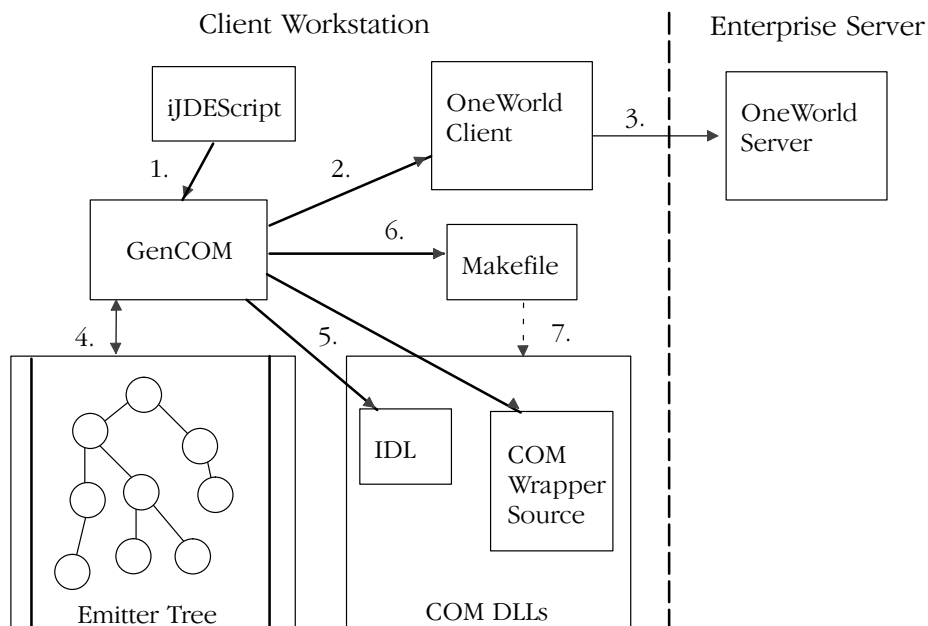 Client Workstation
Enterprise Server
iJDEScript
OneWorld
Client
3.
OneWorld
Server
1.
2.
GenCOM
6.
Makefile
4.
5.
7.
IDL
COM
Wrapper
Source
Emitter Tree
COM DLLs